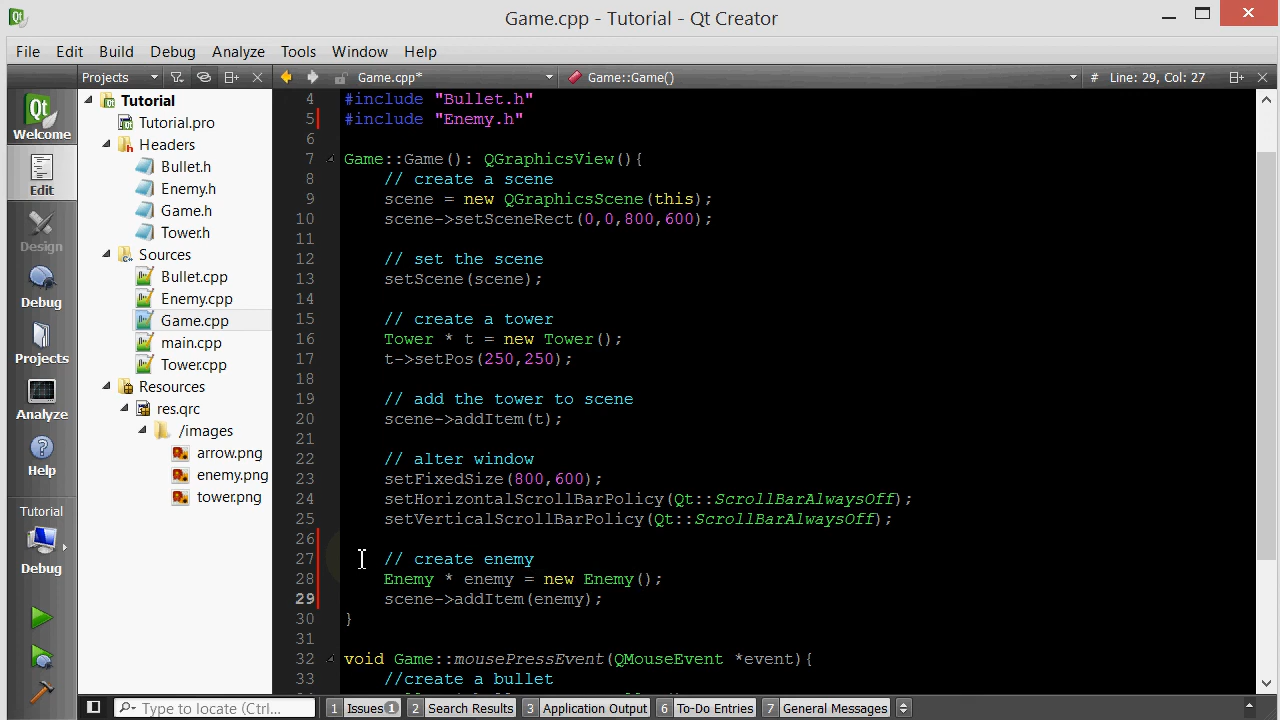 Game.cpp - Tutorial - Qt Creator
File Edit Build Debug Analyze Tools Window Help
Projects Game.cpp* Game::Game() # Line: 29, Col: 27
Welcome
Edit
Design
Debug
Projects
Analyze
Help
Tutorial
Debug
Tutorial
Tutorial.pro
Headers
Bullet.h
Enemy.h
Game.h
Tower.h
Sources
Bullet.cpp
Enemy.cpp
Game.cpp
main.cpp
Tower.cpp
Resources
res.qrc
/images
arrow.png
enemy.png
tower.png
4 #include "Bullet.h"
5 #include "Enemy.h"
6
7 Game::Game(): QGraphicsView(){
8 // create a scene
9 scene = new QGraphicsScene(this);
10 scene->setSceneRect(0,0,800,600);
11
12 // set the scene
13 setScene(scene);
14
15 // create a tower
16 Tower * t = new Tower();
17 t->setPos(250,250);
18
19 // add the tower to scene
20 scene->addItem(t);
21
22 // alter window
23 setFixedSize(800,600);
24 setHorizontalScrollBarPolicy(Qt::ScrollBarAlwaysOff);
25 setVerticalScrollBarPolicy(Qt::ScrollBarAlwaysOff);
26
27 // create enemy
28 Enemy * enemy = new Enemy();
29 scene->addItem(enemy);
30 }
31
32 void Game::mousePressEvent(QMouseEvent *event){
33 //create a bullet
Type to locate (Ctrl... 1 Issues 1 2 Search Results 3 Application Output 6 To-Do Entries 7 General Messages